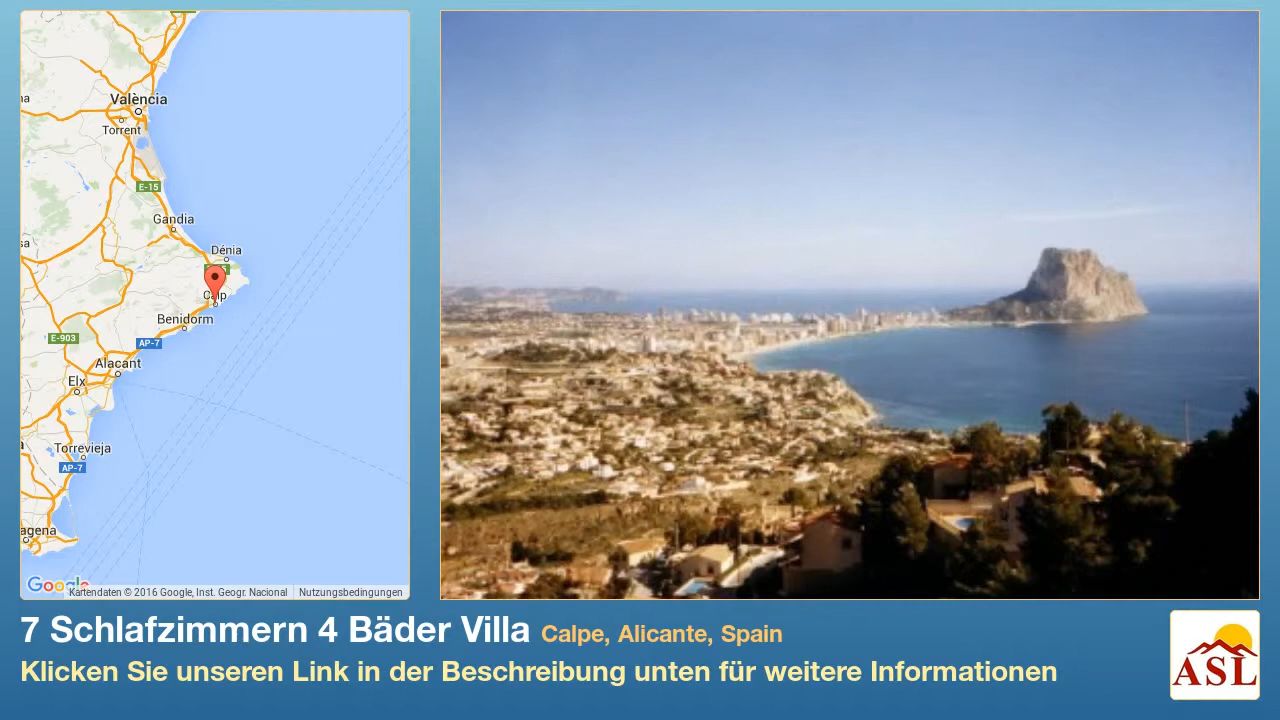 València
Torrent
E-15
Gandia
Dénia
Calp
Benidorm
E-903
AP-7
Alacant
Elx
Torrevieja
AP-7
agena
Google
Kartendaten © 2016 Google, Inst. Geogr. Nacional
Nutzungsbedingungen
7 Schlafzimmern 4 Bäder Villa Calpe, Alicante, Spain
Klicken Sie unseren Link in der Beschreibung unten für weitere Informationen
ASL